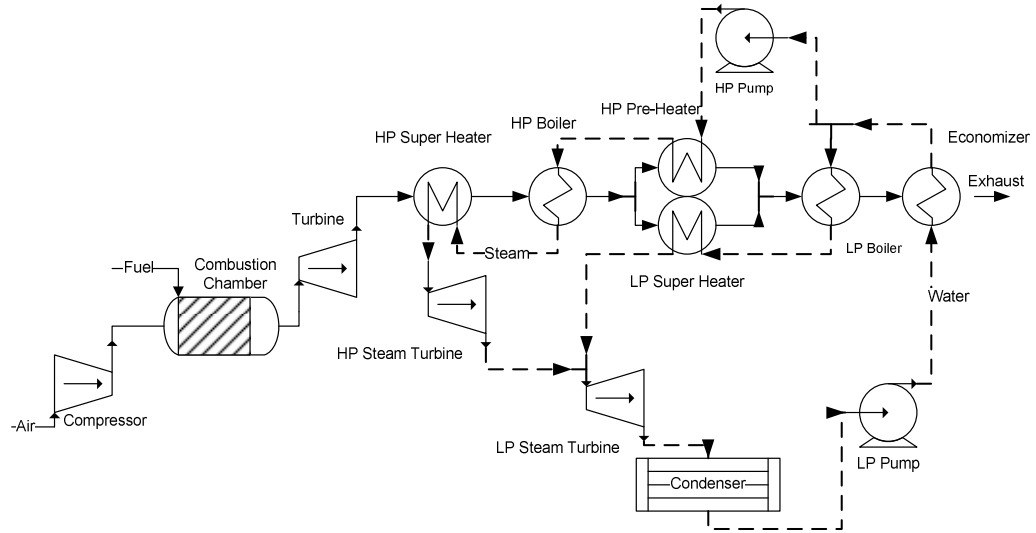 HP Pump
HP Pre-Heater
HP Boiler
HP Super Heater
Economizer
Exhaust
Turbine
Steam
LP Boiler
Fuel
Combustion
Chamber
LP Super Heater
Water
HP Steam Turbine
Air
Compressor
LP Steam Turbine
LP Pump
Condenser